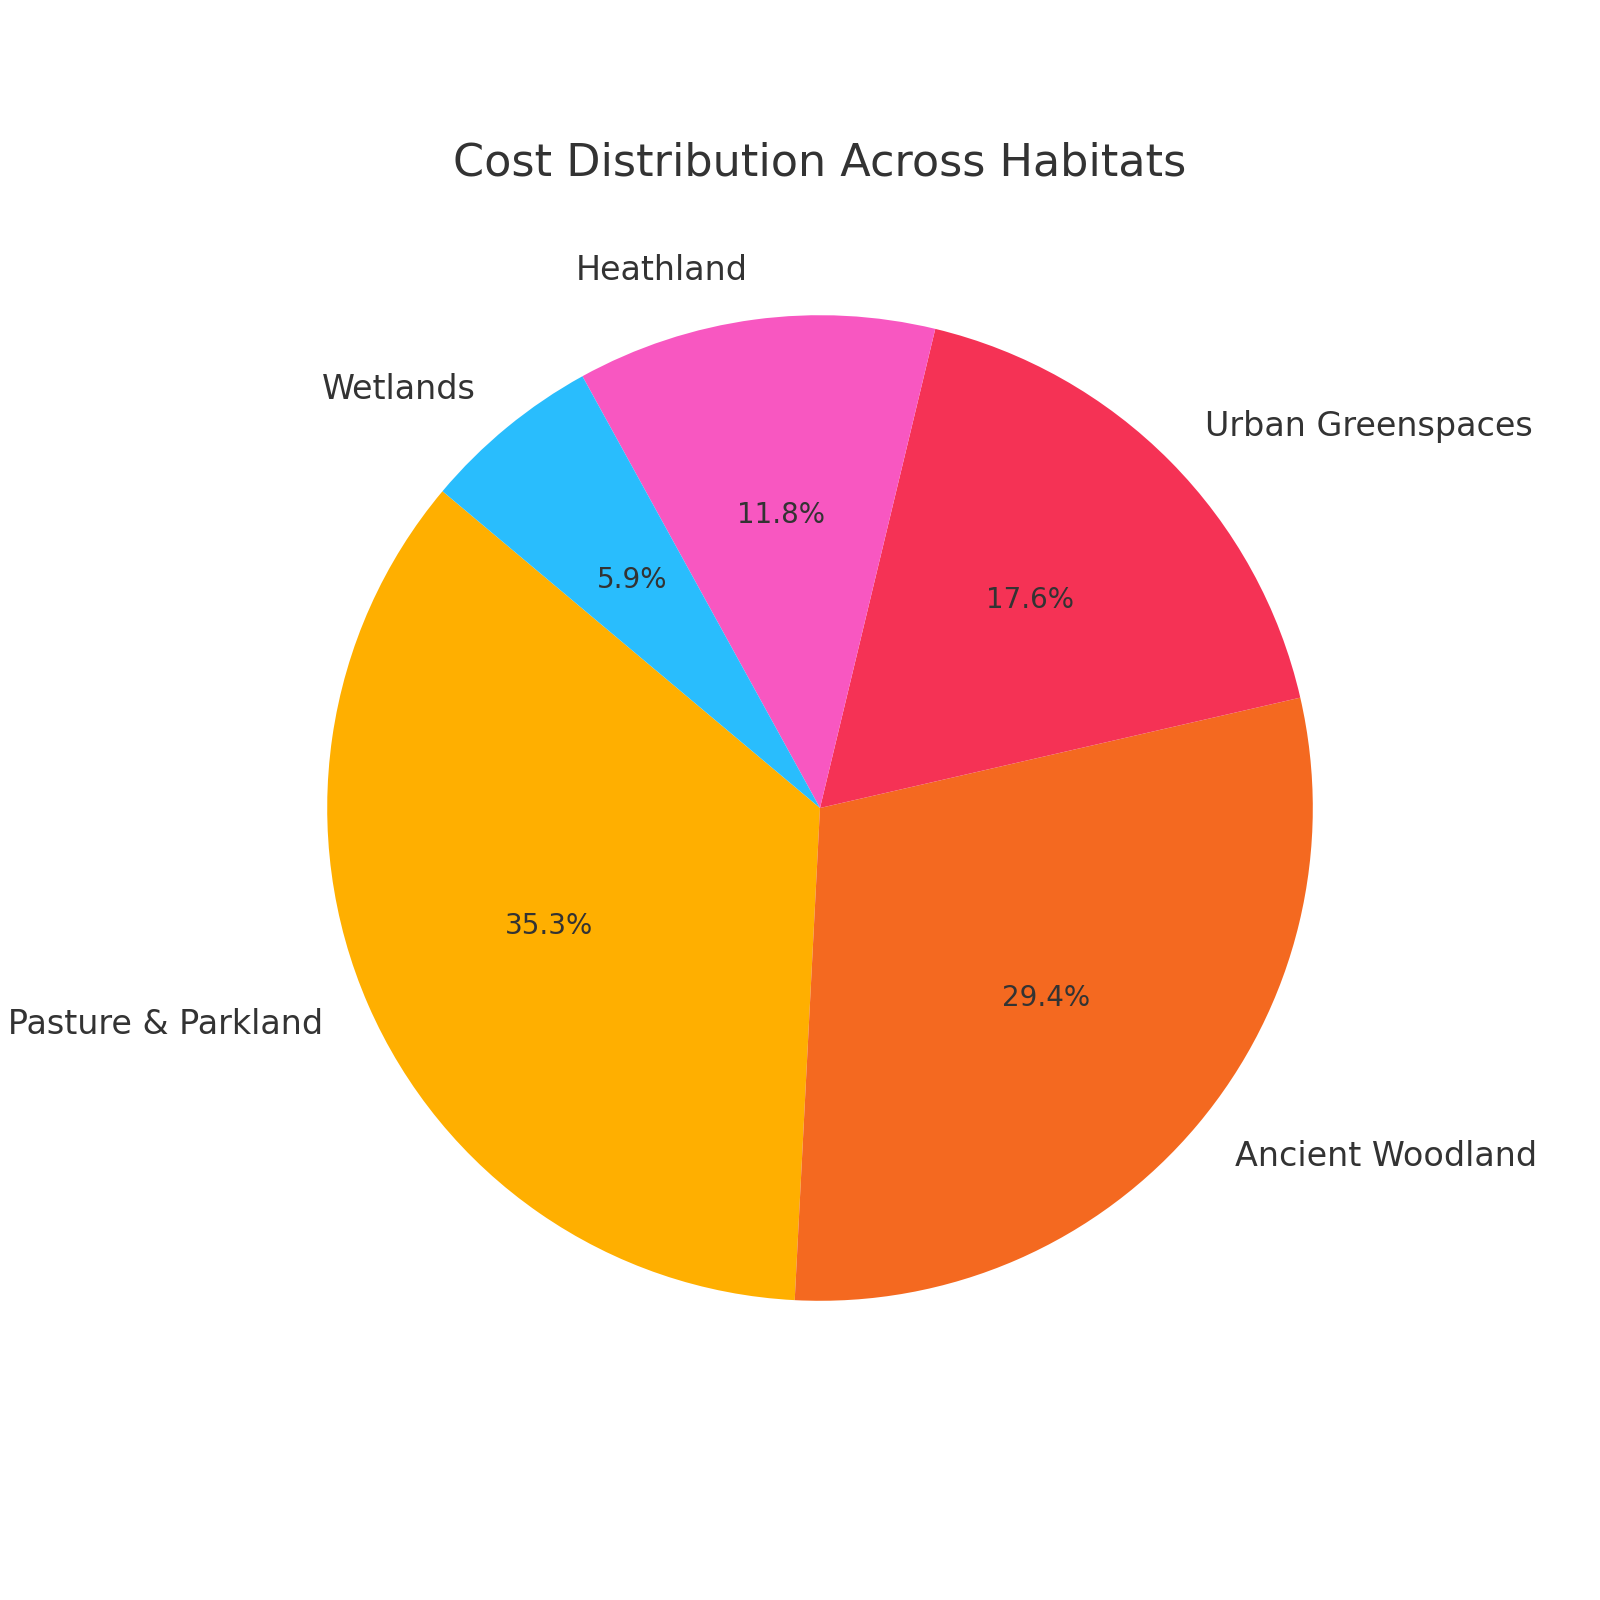 Cost Distribution Across Habitats
Heathland
Wetlands
Urban Greenspaces
11.8%
5.9%
17.6%
35.3%
29.4%
Pasture & Parkland
Ancient Woodland